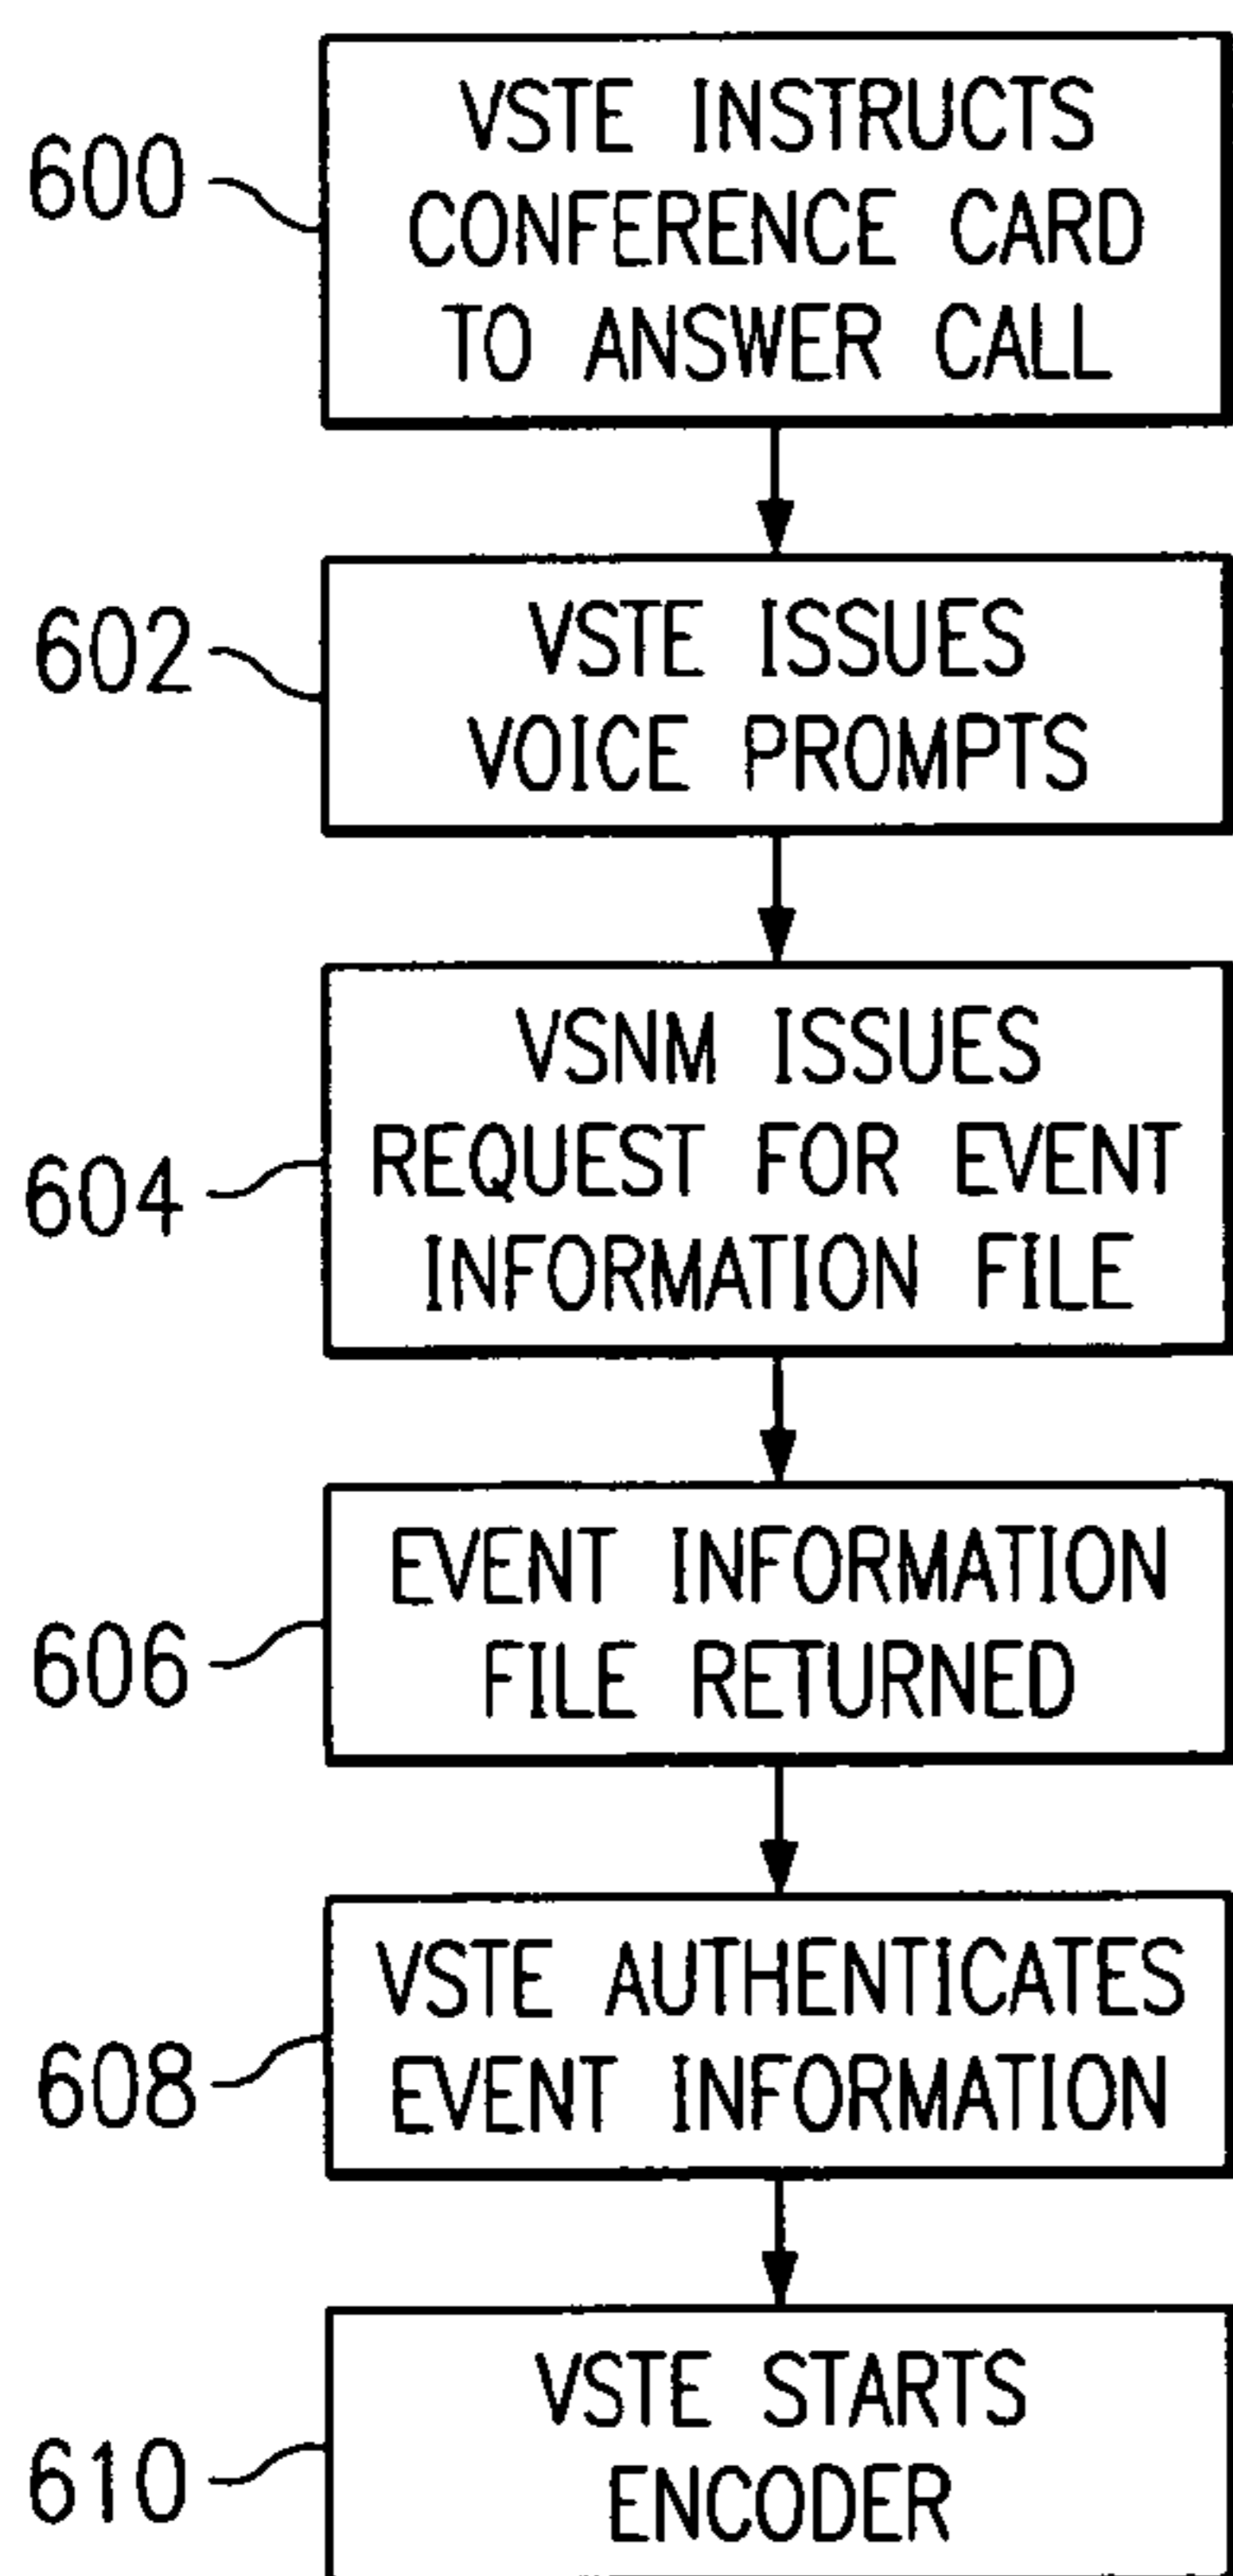 600
VSTE INSTRUCTS
CONFERENCE CARD
TO ANSWER CALL
602
VSTE ISSUES
VOICE PROMPTS
604
VSNM ISSUES
REQUEST FOR EVENT
INFORMATION FILE
606
EVENT INFORMATION
FILE RETURNED
608
VSTE AUTHENTICATES
EVENT INFORMATION
610
VSTE STARTS
ENCODER